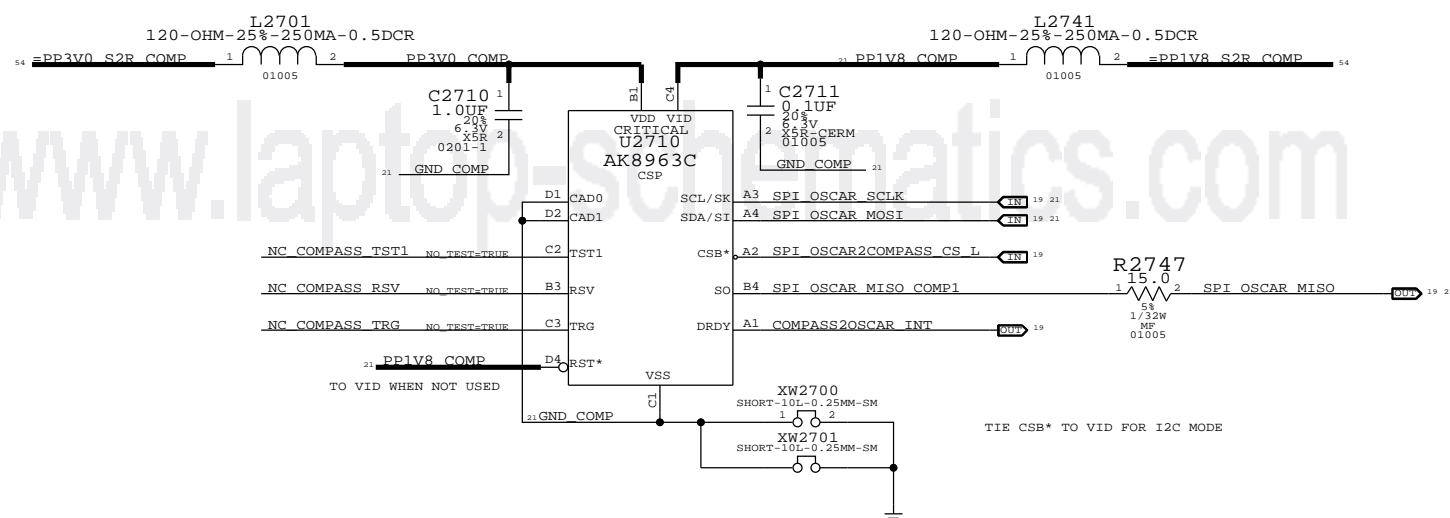 L2701
120-OHM-25%-250MA-0.5DCR
54 =PP3V0_S2R_COMP 1 2 PP3V0_COMP
01005
L2741
120-OHM-25%-250MA-0.5DCR
21 PP1V8_COMP 1 2 =PP1V8_S2R_COMP 54
01005
C2710 1
1.0UF
20%
6.3V
X5R 2
0201-1
21 GND_COMP
B1 C4
VDD VID
CRITICAL
U2710
AK8963C
CSP
1 C2711
0.1UF
20%
6.3V
2 X5R-CERM
01005
GND_COMP 21
www.laptop-schematics.com
D1 CAD0
D2 CAD1
NC_COMPASS_TST1 NO_TEST=TRUE C2 TST1
NC_COMPASS_RSV NO_TEST=TRUE B3 RSV
NC_COMPASS_TRG NO_TEST=TRUE C3 TRG
21 PP1V8_COMP D4 RST*
TO VID WHEN NOT USED
SCL/SK A3 SPI_OSCAR_SCLK IN 19 21
SDA/SI A4 SPI_OSCAR_MOSI IN 19 21
CSB* A2 SPI_OSCAR2COMPASS_CS_L IN 19
SO B4 SPI_OSCAR_MISO_COMP1
R2747
15.0
1 2 SPI_OSCAR_MISO OUT 19 2
5%
1/32W
MF
01005
DRDY A1 COMPASS2OSCAR_INT OUT 19
VSS
C1
21 GND_COMP
XW2700
SHORT-10L-0.25MM-SM
1 2
XW2701
SHORT-10L-0.25MM-SM
TIE CSB* TO VID FOR I2C MODE